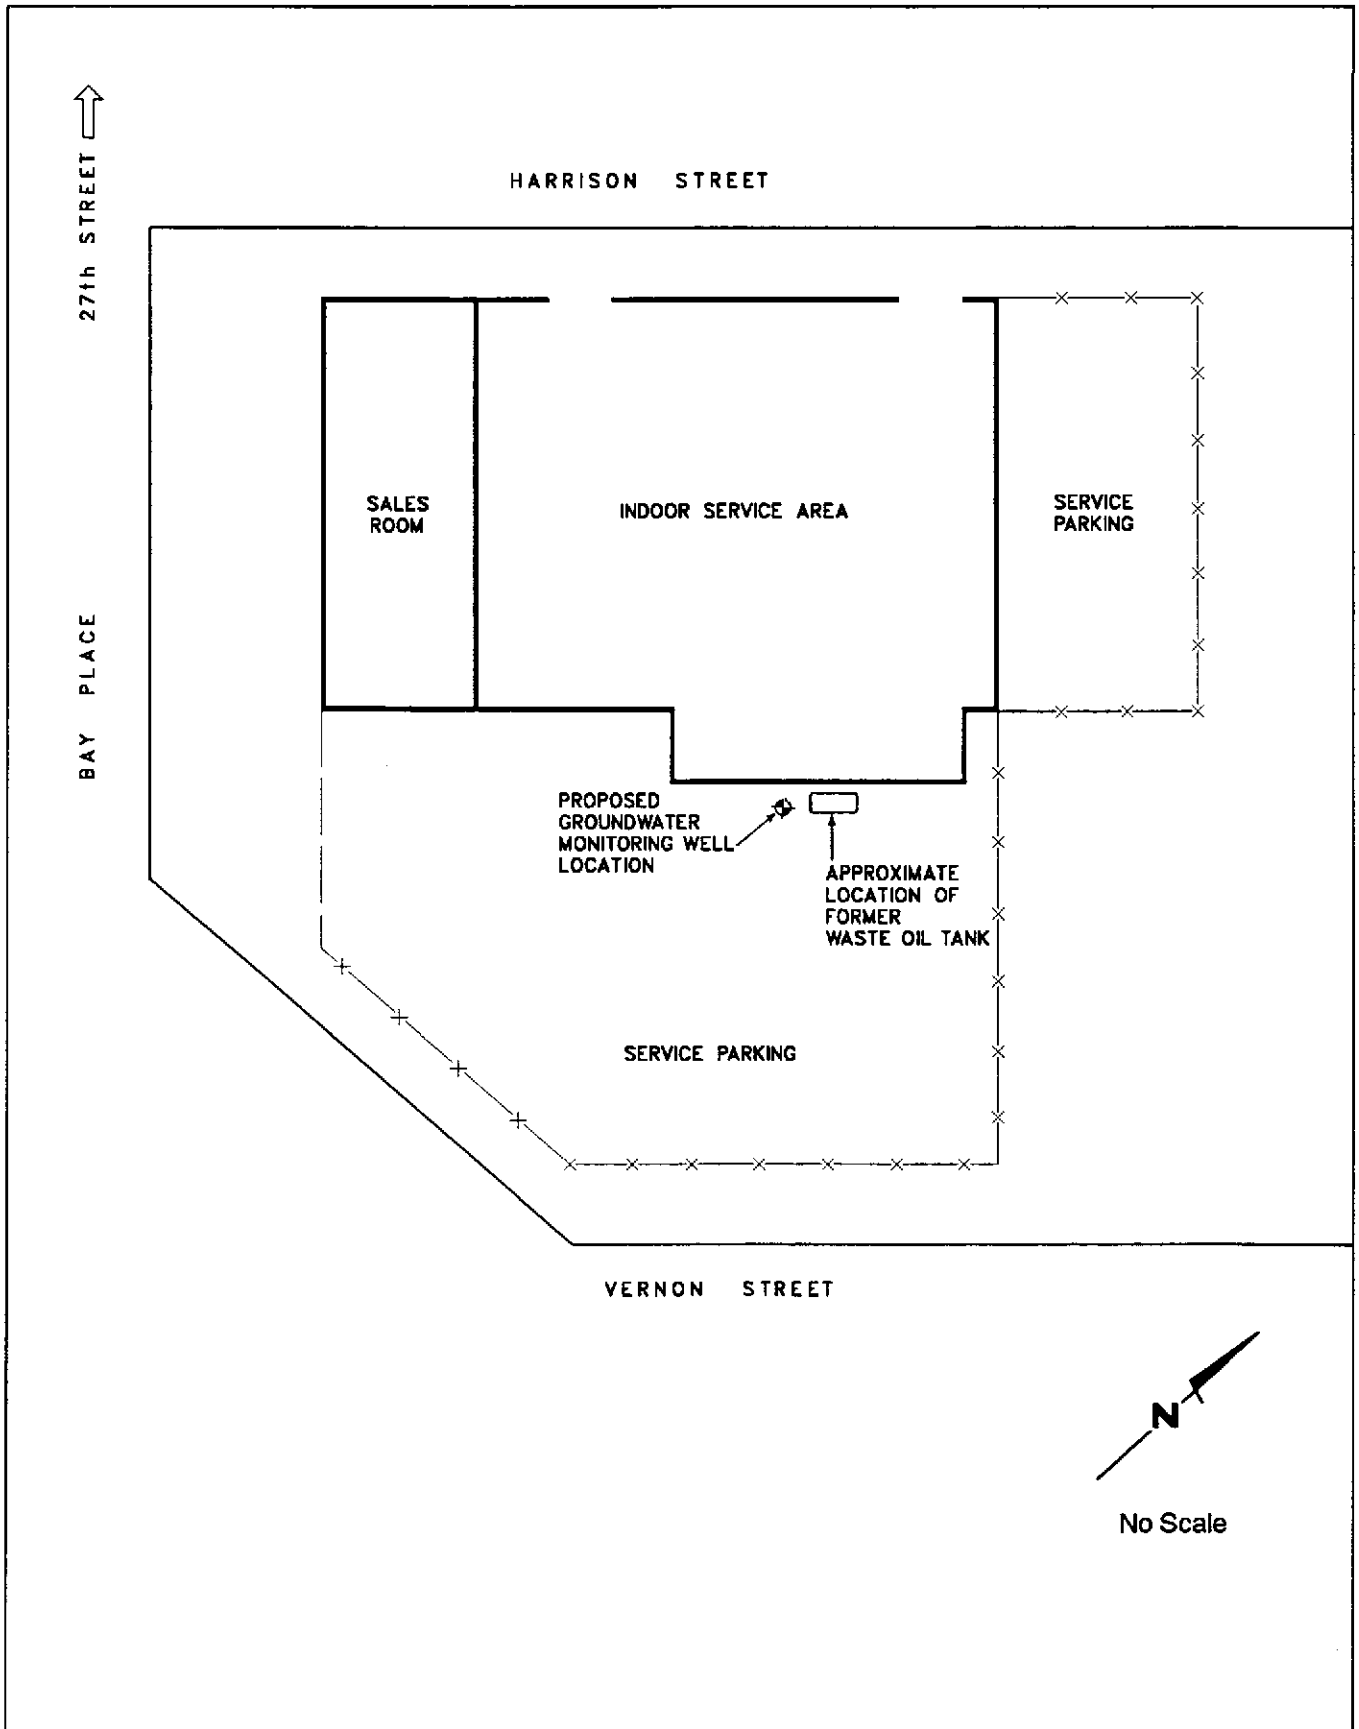 27th STREET
HARRISON STREET
SALES
ROOM
INDOOR SERVICE AREA
SERVICE
PARKING
BAY PLACE
PROPOSED
GROUNDWATER
MONITORING WELL
LOCATION
APPROXIMATE
LOCATION OF
FORMER
WASTE OIL TANK
SERVICE PARKING
VERNON STREET
N
No Scale